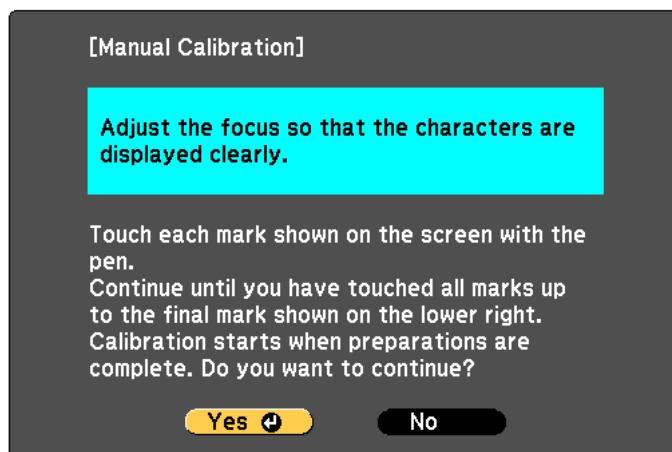 [Manual Calibration]
Adjust the focus so that the characters are
displayed clearly.
Touch each mark shown on the screen with the
pen.
Continue until you have touched all marks up
to the final mark shown on the lower right.
Calibration starts when preparations are
complete. Do you want to continue?
Yes No